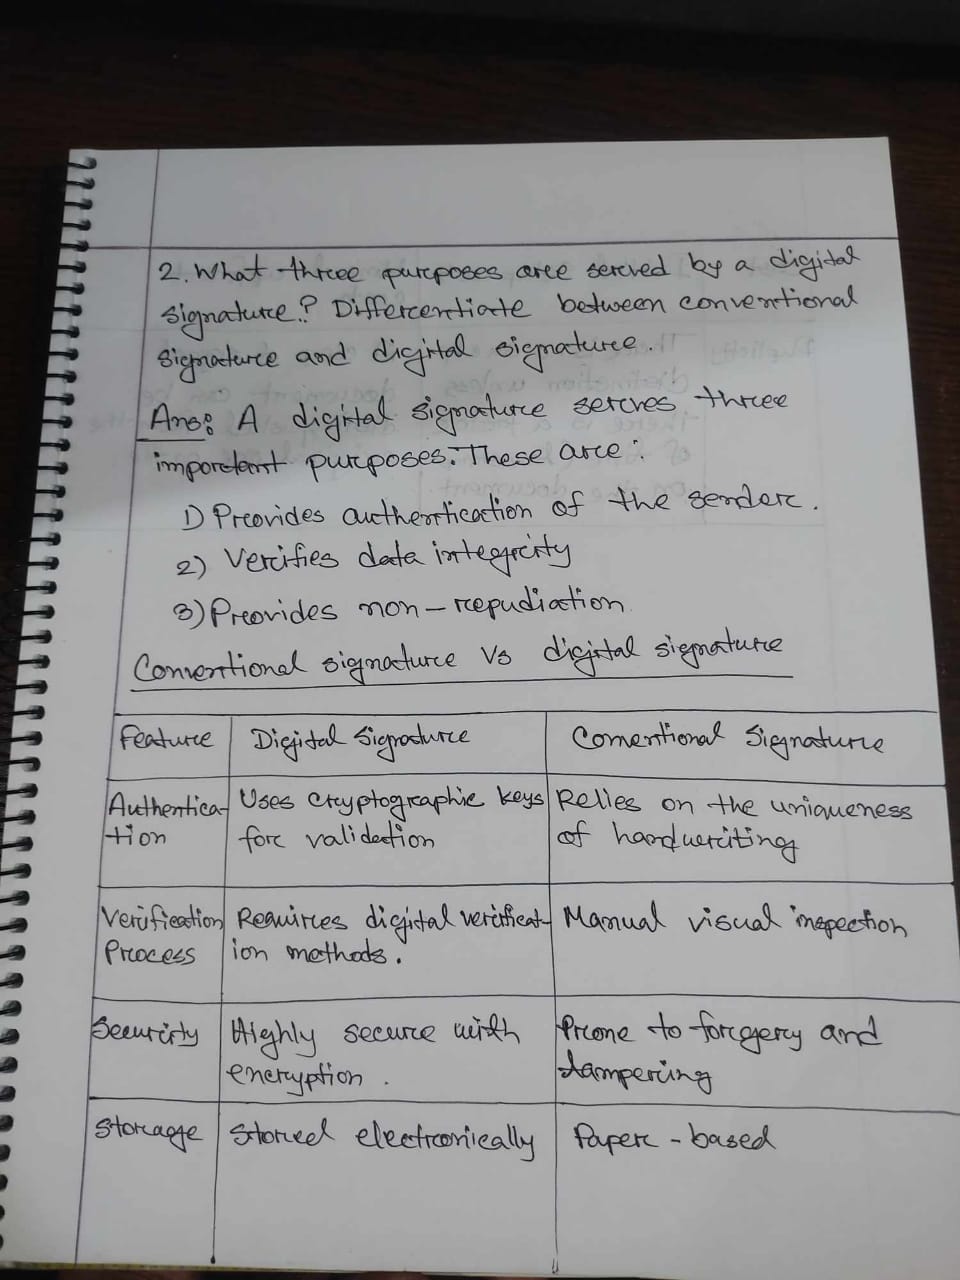 2. What three purposes are served by a digital
signature? Differentiate between conventional
signature and digital signature.
Ans: A digital signature serves three
important purposes. These are:
1) Provides authentication of the sender.
2) Verifies data integrity
3) Provides non-repudiation
Conventional signature Vs digital signature
Feature Digital Signature Conventional Signature
Authentica- Uses cryptographic keys Relies on the uniqueness
tion for validation of handwriting
Verification Requires digital verificat- Manual visual inspection
Process ion methods.
Security Highly secure with Prone to forgery and
encryption. tampering
Storage Stored electronically Paper-based